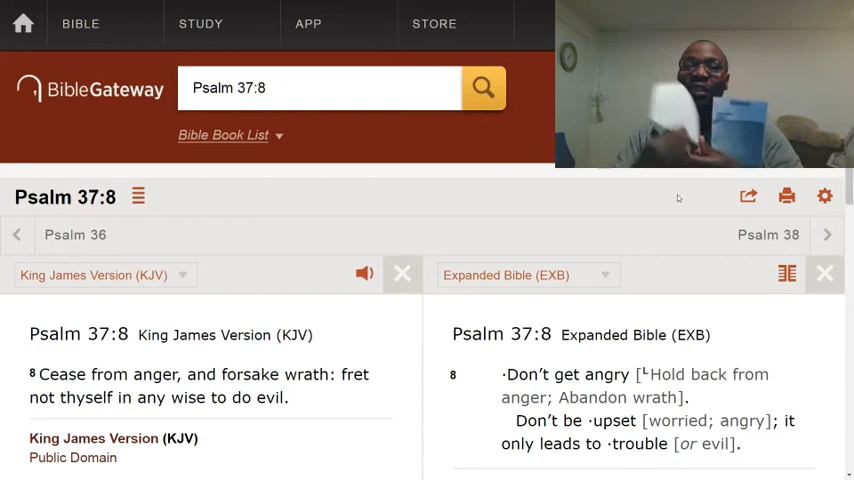 BIBLE STUDY APP STORE
BibleGateway
Psalm 37:8
Bible Book List
Psalm 37:8
Psalm 36
Psalm 38
King James Version (KJV)
Expanded Bible (EXB)
Psalm 37:8 King James Version (KJV)
8 Cease from anger, and forsake wrath: fret
not thyself in any wise to do evil.
King James Version (KJV)
Public Domain
Psalm 37:8 Expanded Bible (EXB)
8 ·Don’t get angry [ᴸHold back from
anger; Abandon wrath].
Don’t be ·upset [worried; angry]; it
only leads to ·trouble [or evil].